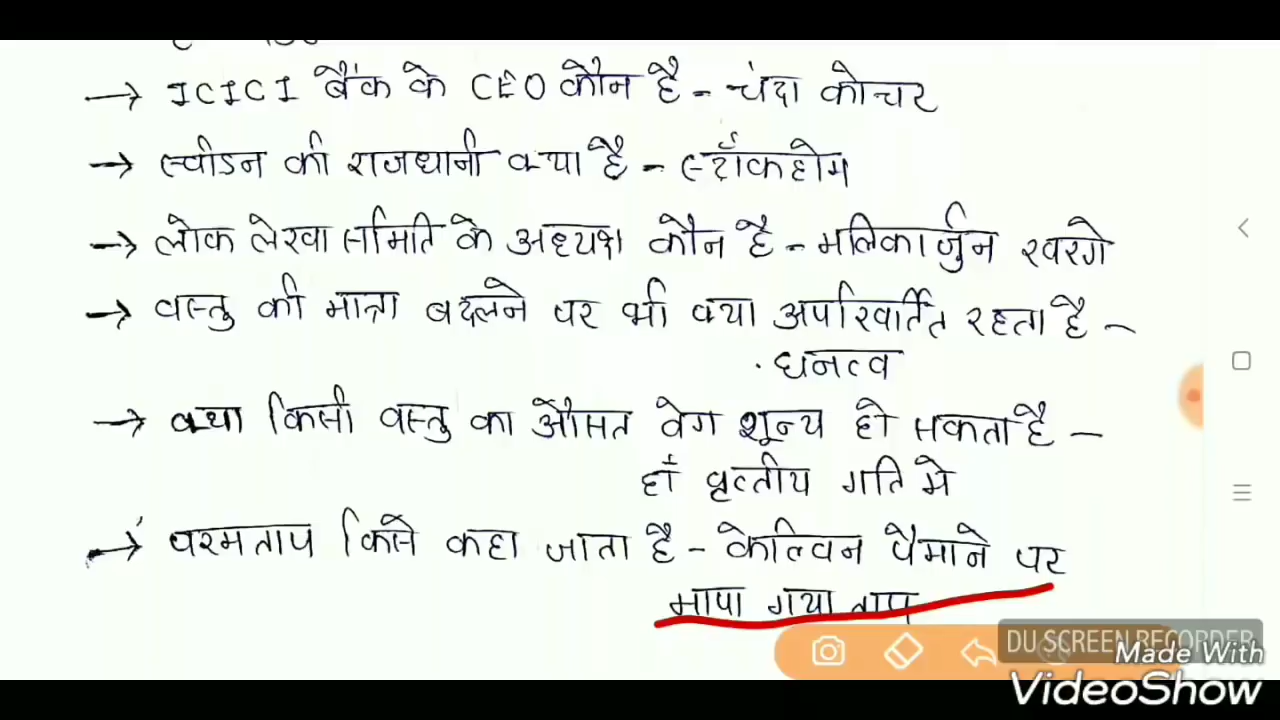 → ICICI बैंक के CEO कौन है - चंदा कोचर
→ स्वीडन की राजधानी क्या है - स्टॉकहोम
→ लोक लेखा समिति के अध्यक्ष कौन है - मलिकार्जुन खरगे
→ वस्तु की मात्रा बदलने पर भी क्या अपरिवर्तित रहता है -
घनत्व
→ क्या किसी वस्तु का औसत वेग शून्य हो सकता है -
हाँ वृत्तीय गति मे
→ परमताप किसे कहा जाता है - केल्विन पैमाने पर
मापा गया ताप
DU SCREEN RECORDER
Made With
VideoShow